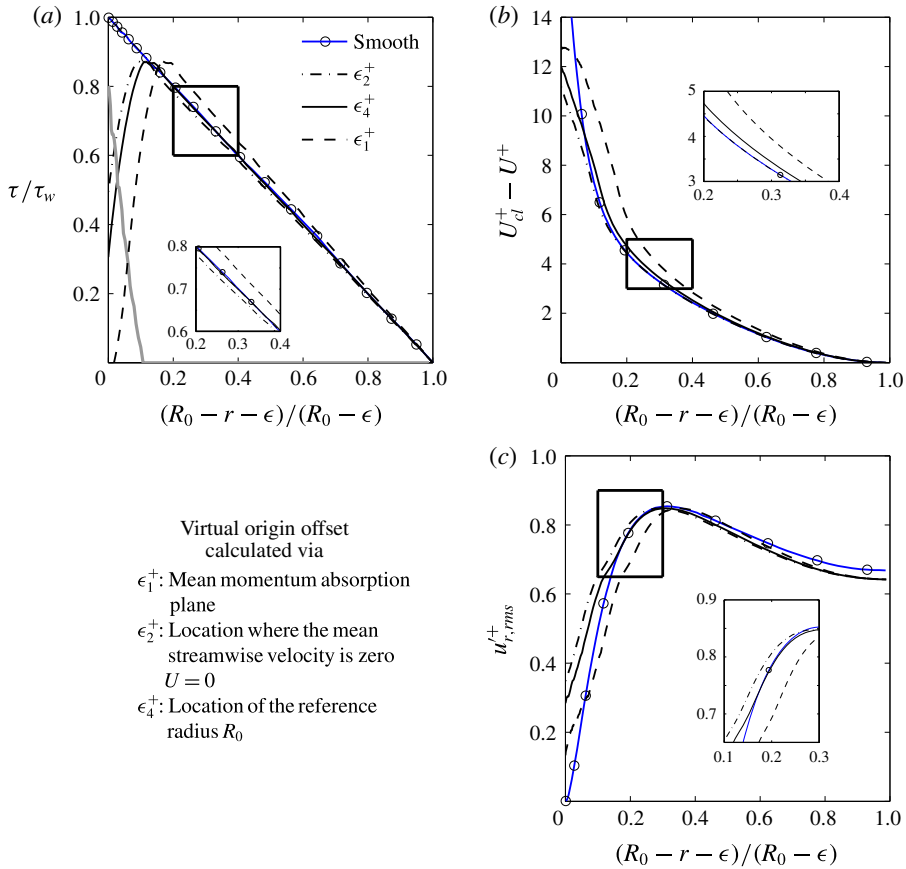 (a)
1.0
0.8
0.6
0.4
0.2
τ/τ_w
Smooth
ϵ₂⁺
ϵ₄⁺
ϵ₁⁺
0.8
0.7
0.6
0.2 0.3 0.4
0 0.2 0.4 0.6 0.8 1.0
(R₀ − r − ϵ)/(R₀ − ϵ)
(b)
14
12
10
8
6
4
2
U_cl⁺ − U⁺
5
4
3
0.2 0.3 0.4
0 0.2 0.4 0.6 0.8 1.0
(R₀ − r − ϵ)/(R₀ − ϵ)
Virtual origin offset
calculated via
ϵ₁⁺: Mean momentum absorption
plane
ϵ₂⁺: Location where the mean
streamwise velocity is zero
U = 0
ϵ₄⁺: Location of the reference
radius R₀
(c)
1.0
0.8
0.6
0.4
0.2
0
u′⁺_r,rms
0.9
0.8
0.7
0.1 0.2 0.3
0 0.2 0.4 0.6 0.8 1.0
(R₀ − r − ϵ)/(R₀ − ϵ)